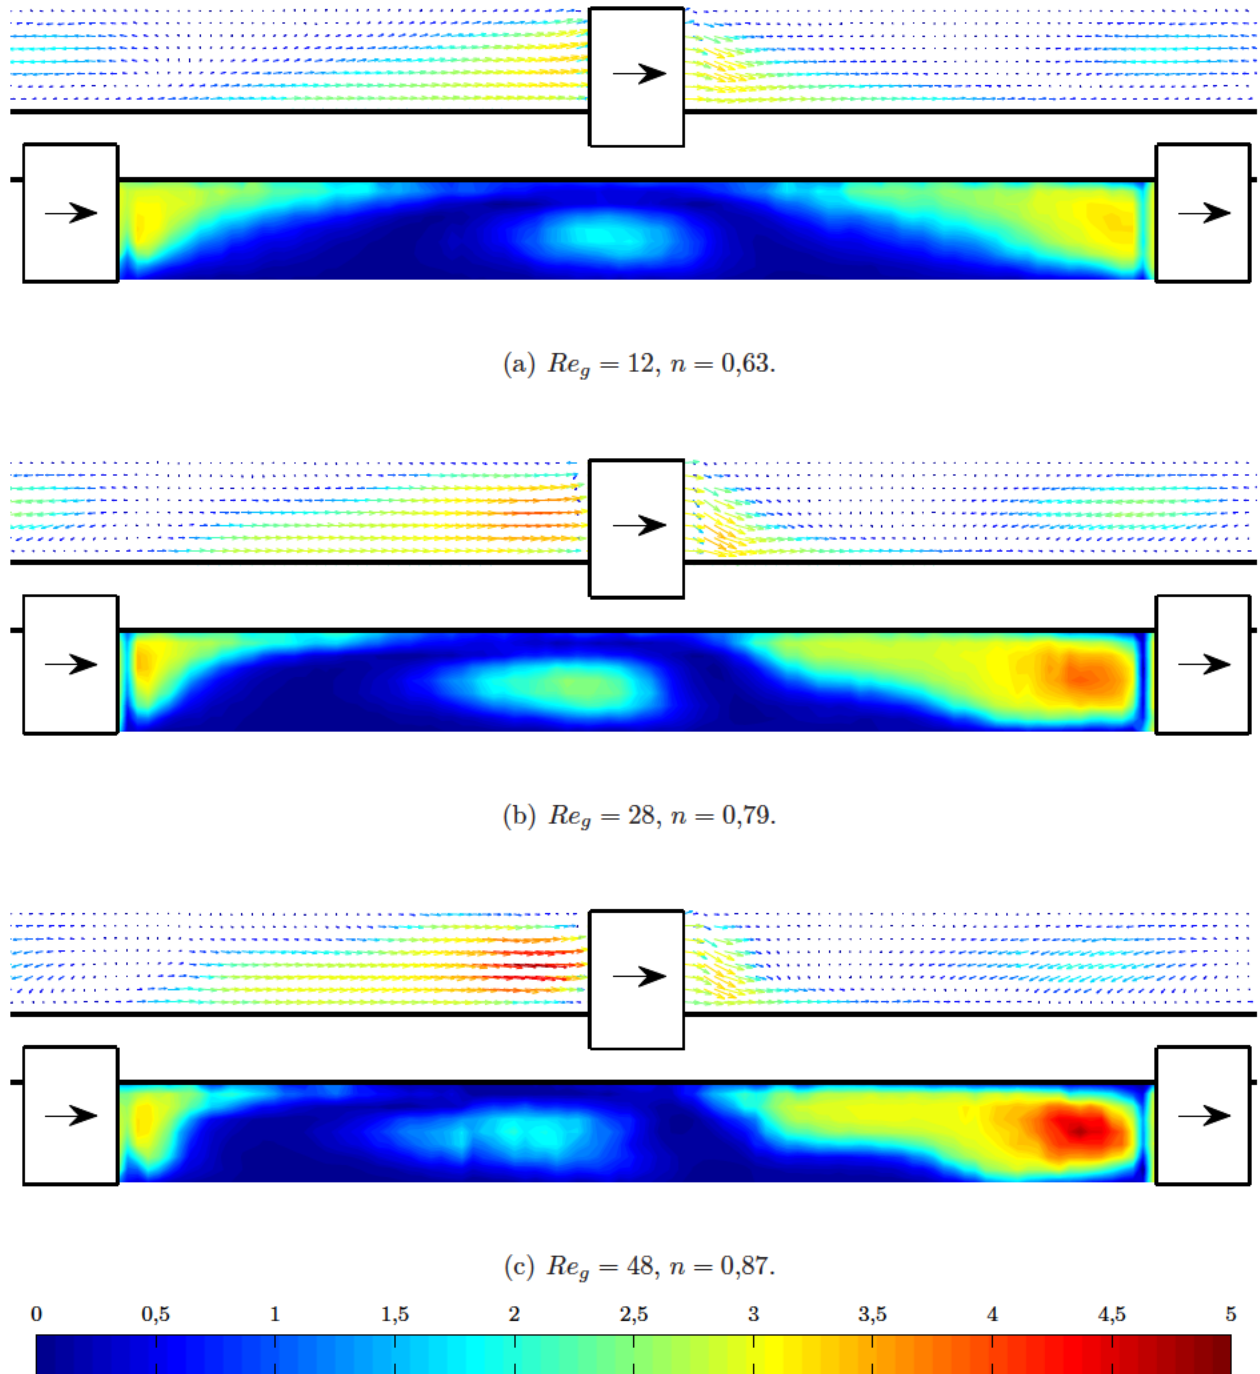 (a) Re_g = 12, n = 0,63.
(b) Re_g = 28, n = 0,79.
(c) Re_g = 48, n = 0,87.
0 0,5 1 1,5 2 2,5 3 3,5 4 4,5 5